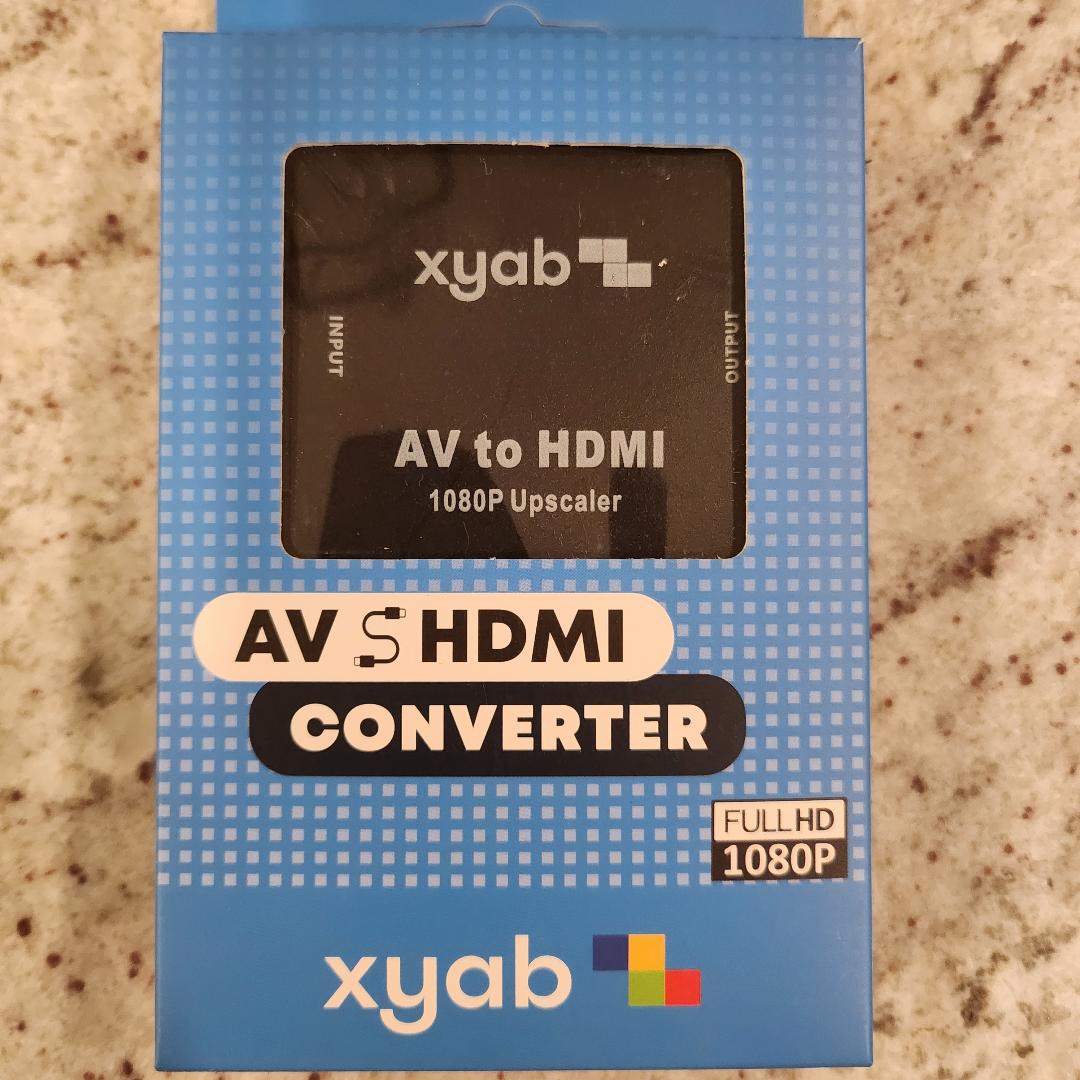 xyab
INPUT
OUTPUT
AV to HDMI
1080P Upscaler
AV HDMI
CONVERTER
FULL HD
1080P
xyab